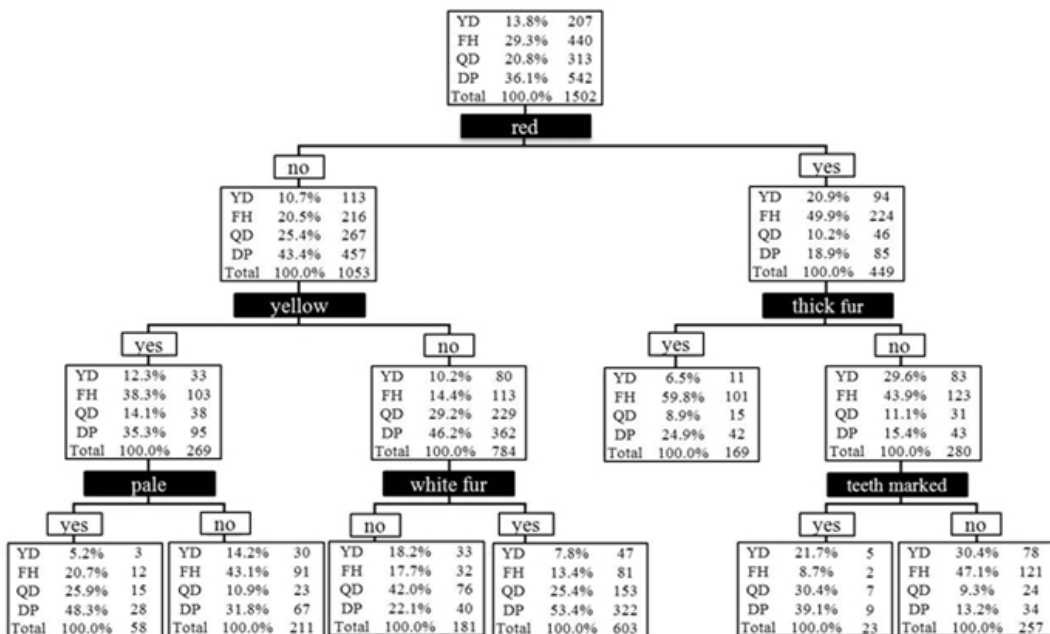 YD 13.8% 207
FH 29.3% 440
QD 20.8% 313
DP 36.1% 542
Total 100.0% 1502
red
no
YD 10.7% 113
FH 20.5% 216
QD 25.4% 267
DP 43.4% 457
Total 100.0% 1053
yes
YD 20.9% 94
FH 49.9% 224
QD 10.2% 46
DP 18.9% 85
Total 100.0% 449
yellow
thick fur
yes
YD 12.3% 33
FH 38.3% 103
QD 14.1% 38
DP 35.3% 95
Total 100.0% 269
no
YD 10.2% 80
FH 14.4% 113
QD 29.2% 229
DP 46.2% 362
Total 100.0% 784
yes
YD 6.5% 11
FH 59.8% 101
QD 8.9% 15
DP 24.9% 42
Total 100.0% 169
no
YD 29.6% 83
FH 43.9% 123
QD 11.1% 31
DP 15.4% 43
Total 100.0% 280
pale
white fur
teeth marked
yes
YD 5.2% 3
FH 20.7% 12
QD 25.9% 15
DP 48.3% 28
Total 100.0% 58
no
YD 14.2% 30
FH 43.1% 91
QD 10.9% 23
DP 31.8% 67
Total 100.0% 211
no
YD 18.2% 33
FH 17.7% 32
QD 42.0% 76
DP 22.1% 40
Total 100.0% 181
yes
YD 7.8% 47
FH 13.4% 81
QD 25.4% 153
DP 53.4% 322
Total 100.0% 603
yes
YD 21.7% 5
FH 8.7% 2
QD 30.4% 7
DP 39.1% 9
Total 100.0% 23
no
YD 30.4% 78
FH 47.1% 121
QD 9.3% 24
DP 13.2% 34
Total 100.0% 257